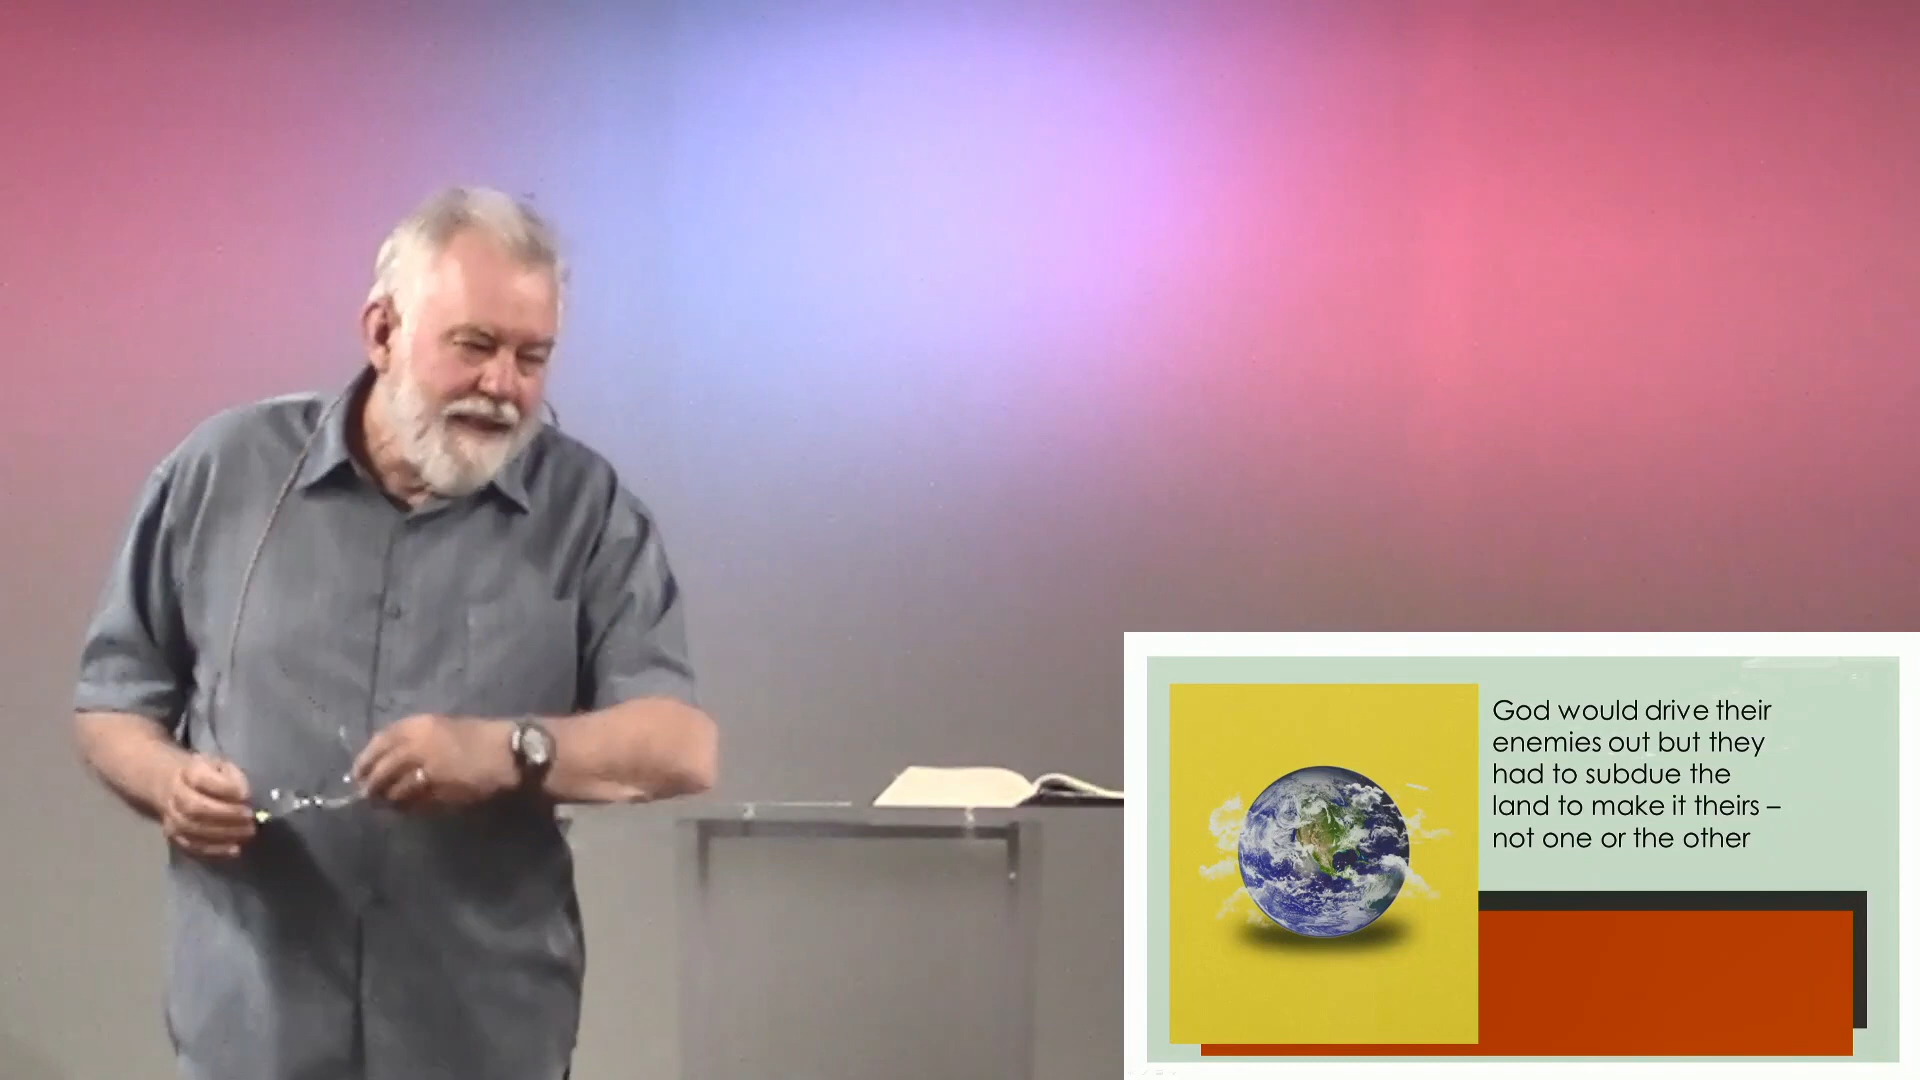 God would drive their
enemies out but they
had to subdue the
land to make it theirs –
not one or the other